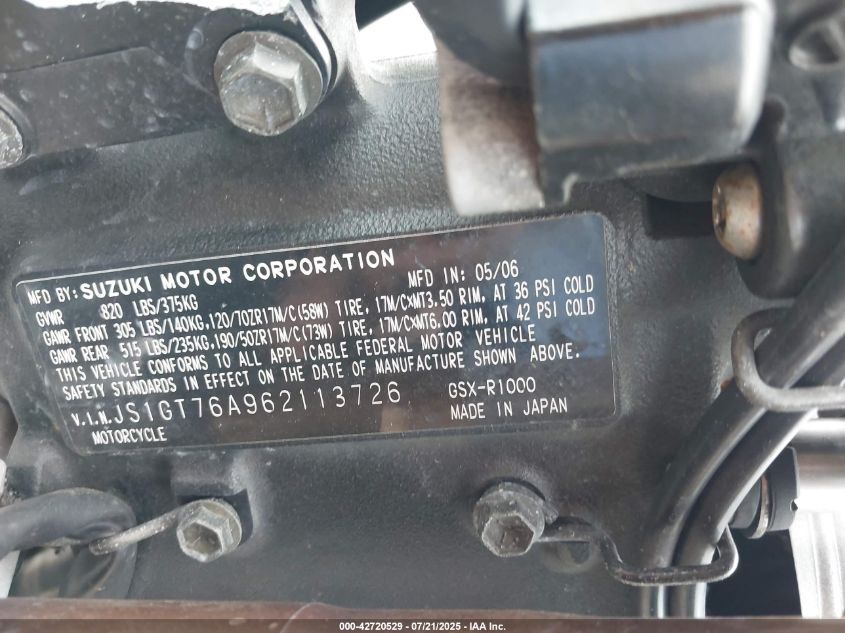 MFD BY: SUZUKI MOTOR CORPORATION MFD IN: 05/06
GVWR 820 LBS/375KG
GAWR FRONT 305 LBS/140KG,120/70ZR17M/C(58W) TIRE, 17M/C×MT3.50 RIM, AT 36 PSI COLD
GAWR REAR 515 LBS/235KG,190/50ZR17M/C(73W) TIRE, 17M/C×MT6.00 RIM, AT 42 PSI COLD
THIS VEHICLE CONFORMS TO ALL APPLICABLE FEDERAL MOTOR VEHICLE
SAFETY STANDARDS IN EFFECT ON THE DATE OF MANUFACTURE SHOWN ABOVE.
V.I.N. JS1GT76A962113726 GSX-R1000
MOTORCYCLE MADE IN JAPAN
000-42720529 - 07/21/2025 - IAA Inc.